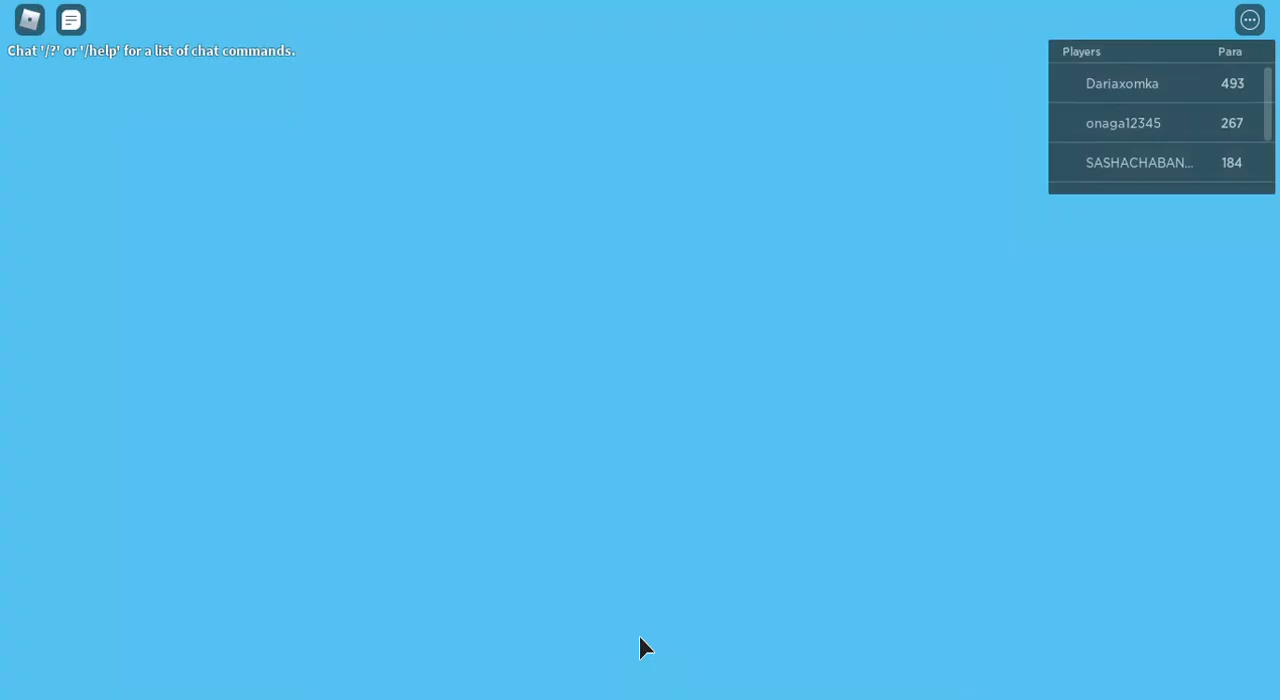 Chat '/?' or '/help' for a list of chat commands.
Players Para
Dariaxomka 493
onaga12345 267
SASHACHABAN... 184